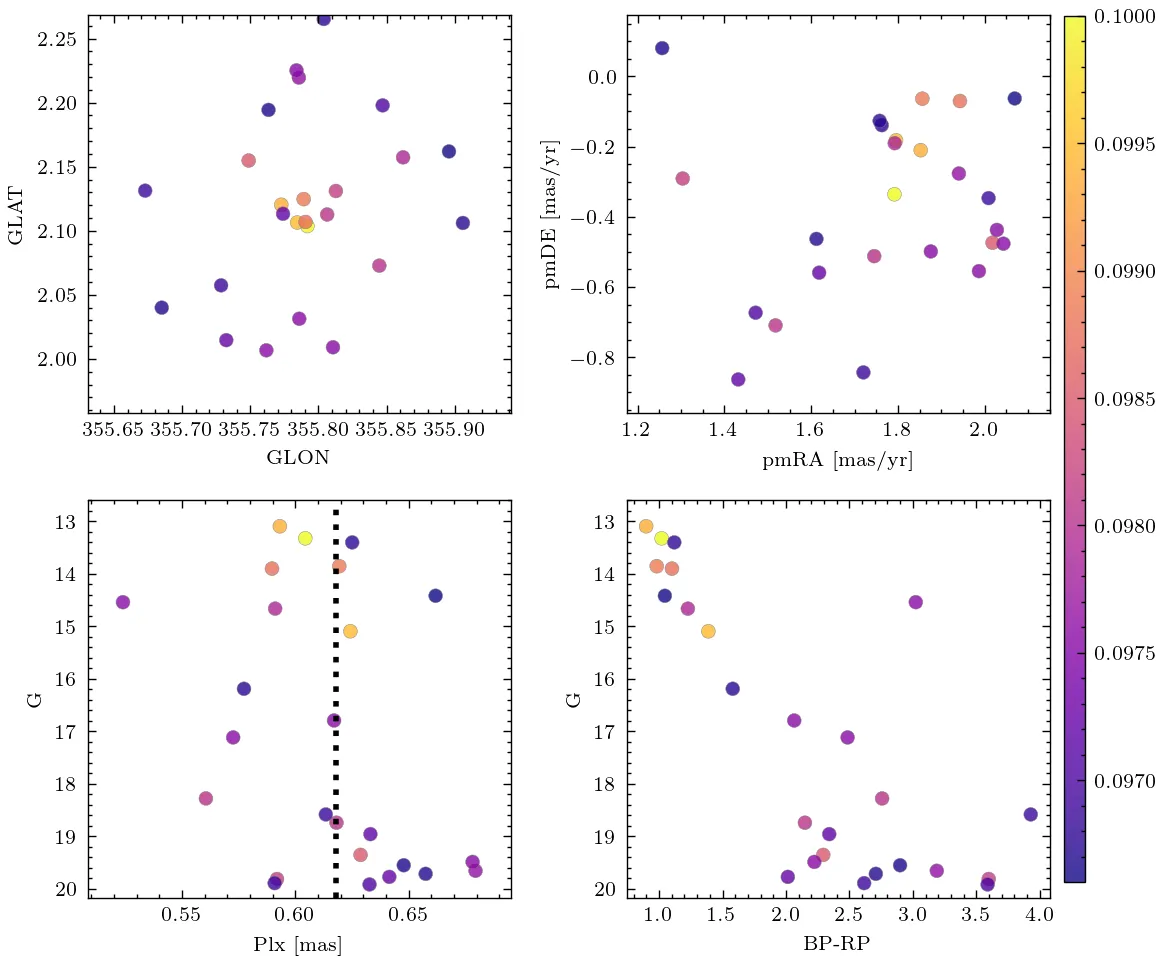 2.25
2.20
2.15
2.10
2.05
2.00
GLAT
355.65 355.70 355.75 355.80 355.85 355.90
GLON
0.0
−0.2
−0.4
−0.6
−0.8
pmDE [mas/yr]
1.2 1.4 1.6 1.8 2.0
pmRA [mas/yr]
13
14
15
16
17
18
19
20
G
0.55 0.60 0.65
Plx [mas]
13
14
15
16
17
18
19
20
G
1.0 1.5 2.0 2.5 3.0 3.5 4.0
BP-RP
0.1000
0.0995
0.0990
0.0985
0.0980
0.0975
0.0970